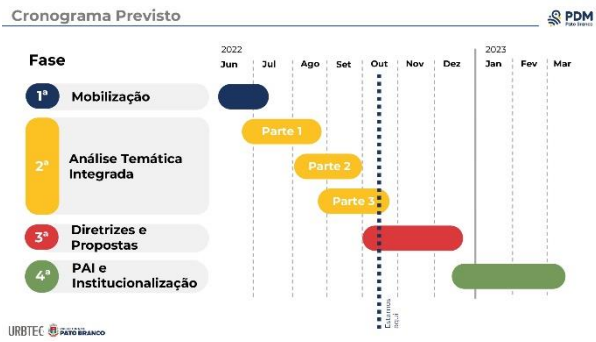 Cronograma Previsto
PDM
Pato Branco
2022
2023
Fase
Jun Jul Ago Set Out Nov Dez Jan Fev Mar
1ª Mobilização
Parte 1
2ª Análise Temática
Integrada
Parte 2
Parte 3
3ª Diretrizes e
Propostas
4ª PAI e
Institucionalização
Estamos
aqui
URBTEC
PATO BRANCO